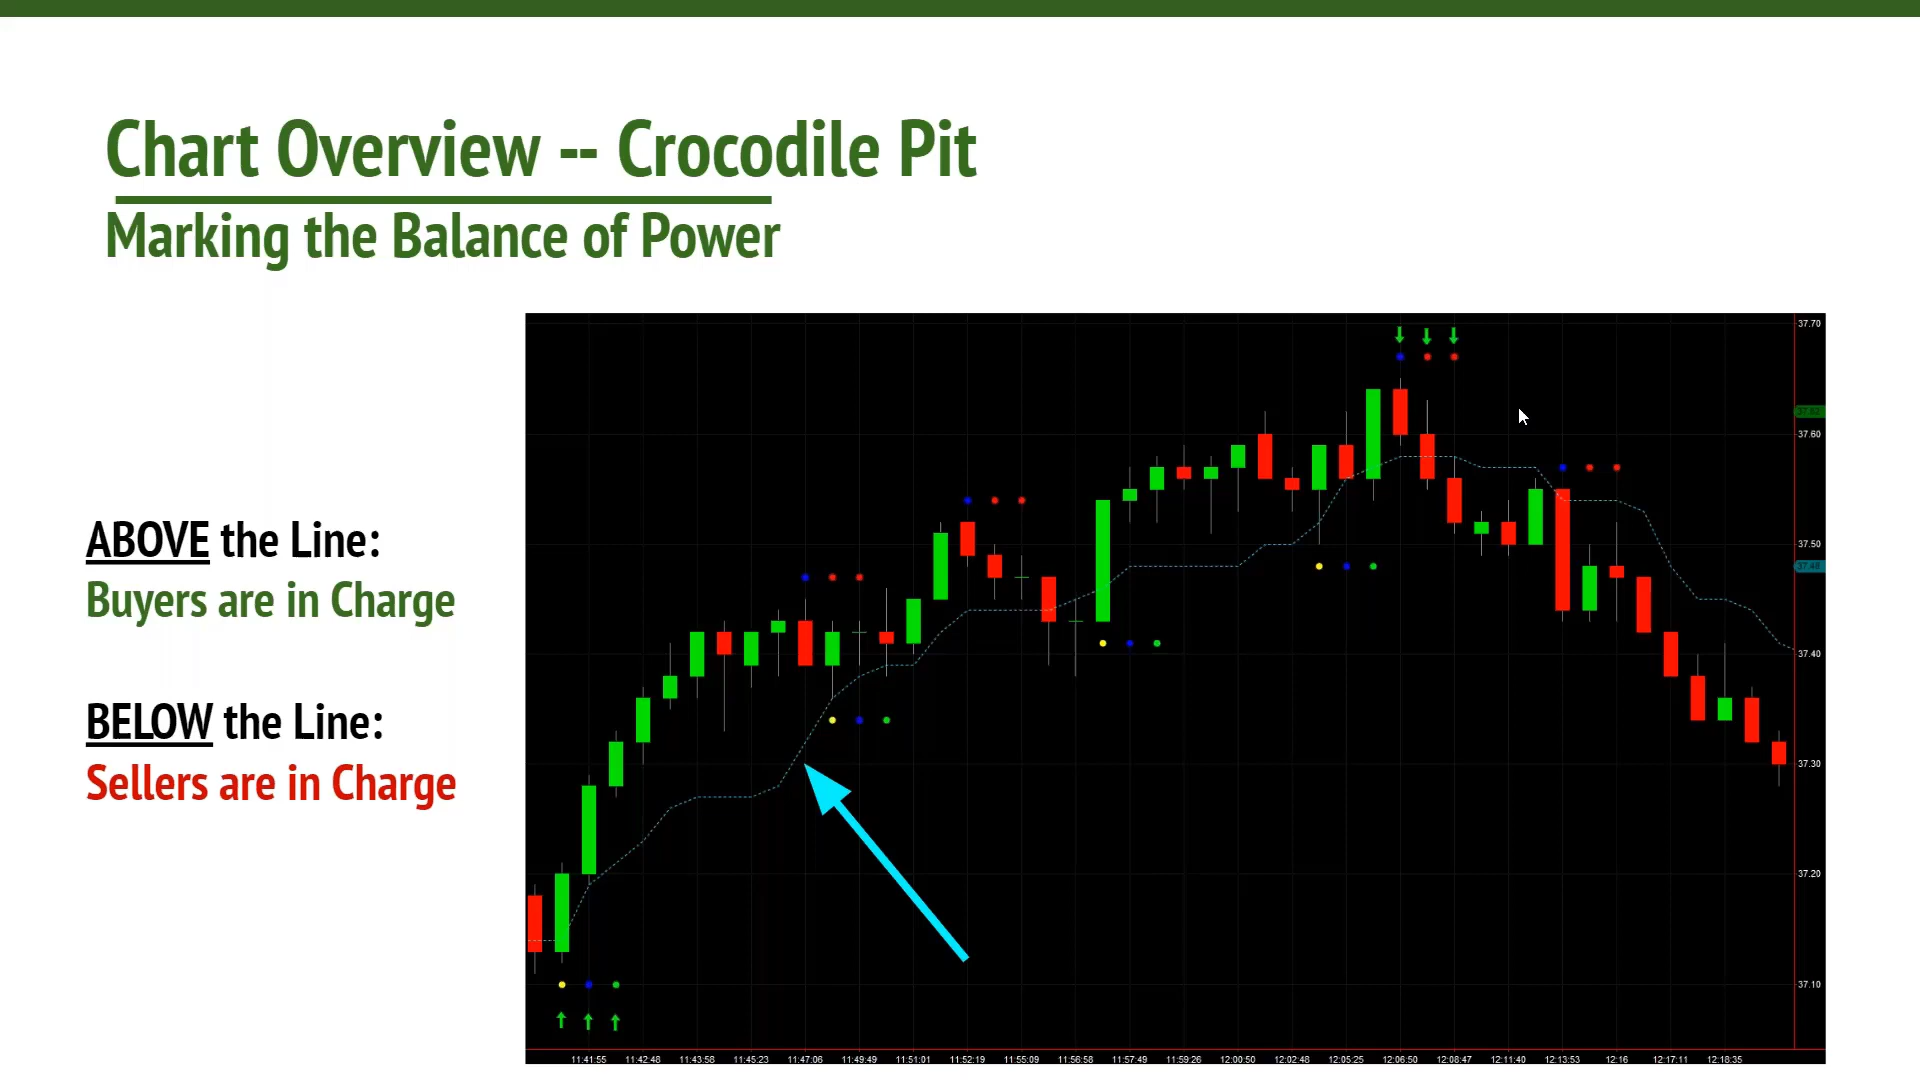 Chart Overview -- Crocodile Pit
Marking the Balance of Power
ABOVE the Line:
Buyers are in Charge
BELOW the Line:
Sellers are in Charge
37.70
37.62
37.60
37.50
37.48
37.40
37.30
37.20
37.10
11:41:55 11:42:48 11:43:58 11:45:23 11:47:06 11:49:49 11:51:01 11:52:19 11:55:09 11:56:58 11:57:49 11:59:26 12:00:50 12:02:48 12:05:25 12:06:50 12:08:47 12:11:40 12:13:53 12:16 12:17:11 12:18:35